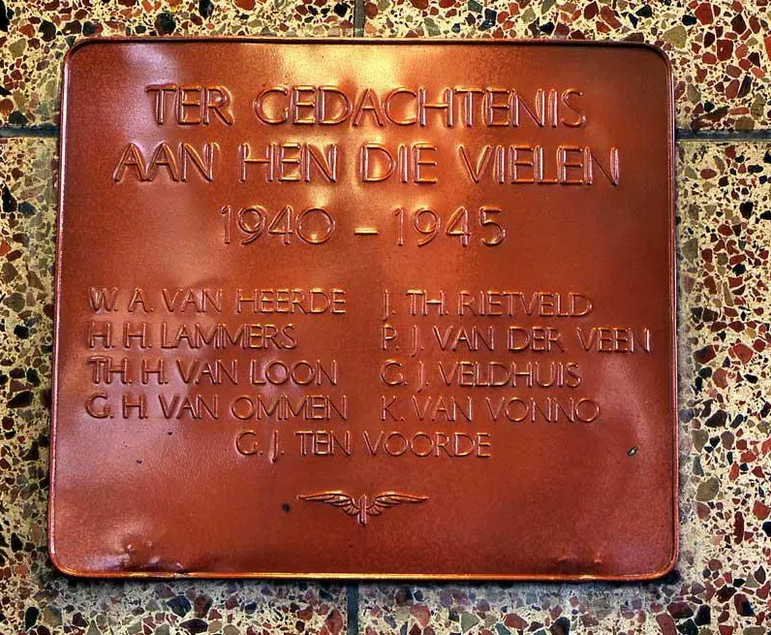 TER GEDACHTENIS
AAN HEN DIE VIELEN
1940 - 1945
W. A. VAN HEERDE
H. H. LAMMERS
TH. H. VAN LOON
G. H. VAN OMMEN
J. TH. RIETVELD
P. J. VAN DER VEEN
G. J. VELDHUIS
K. VAN VONNO
G. J. TEN VOORDE